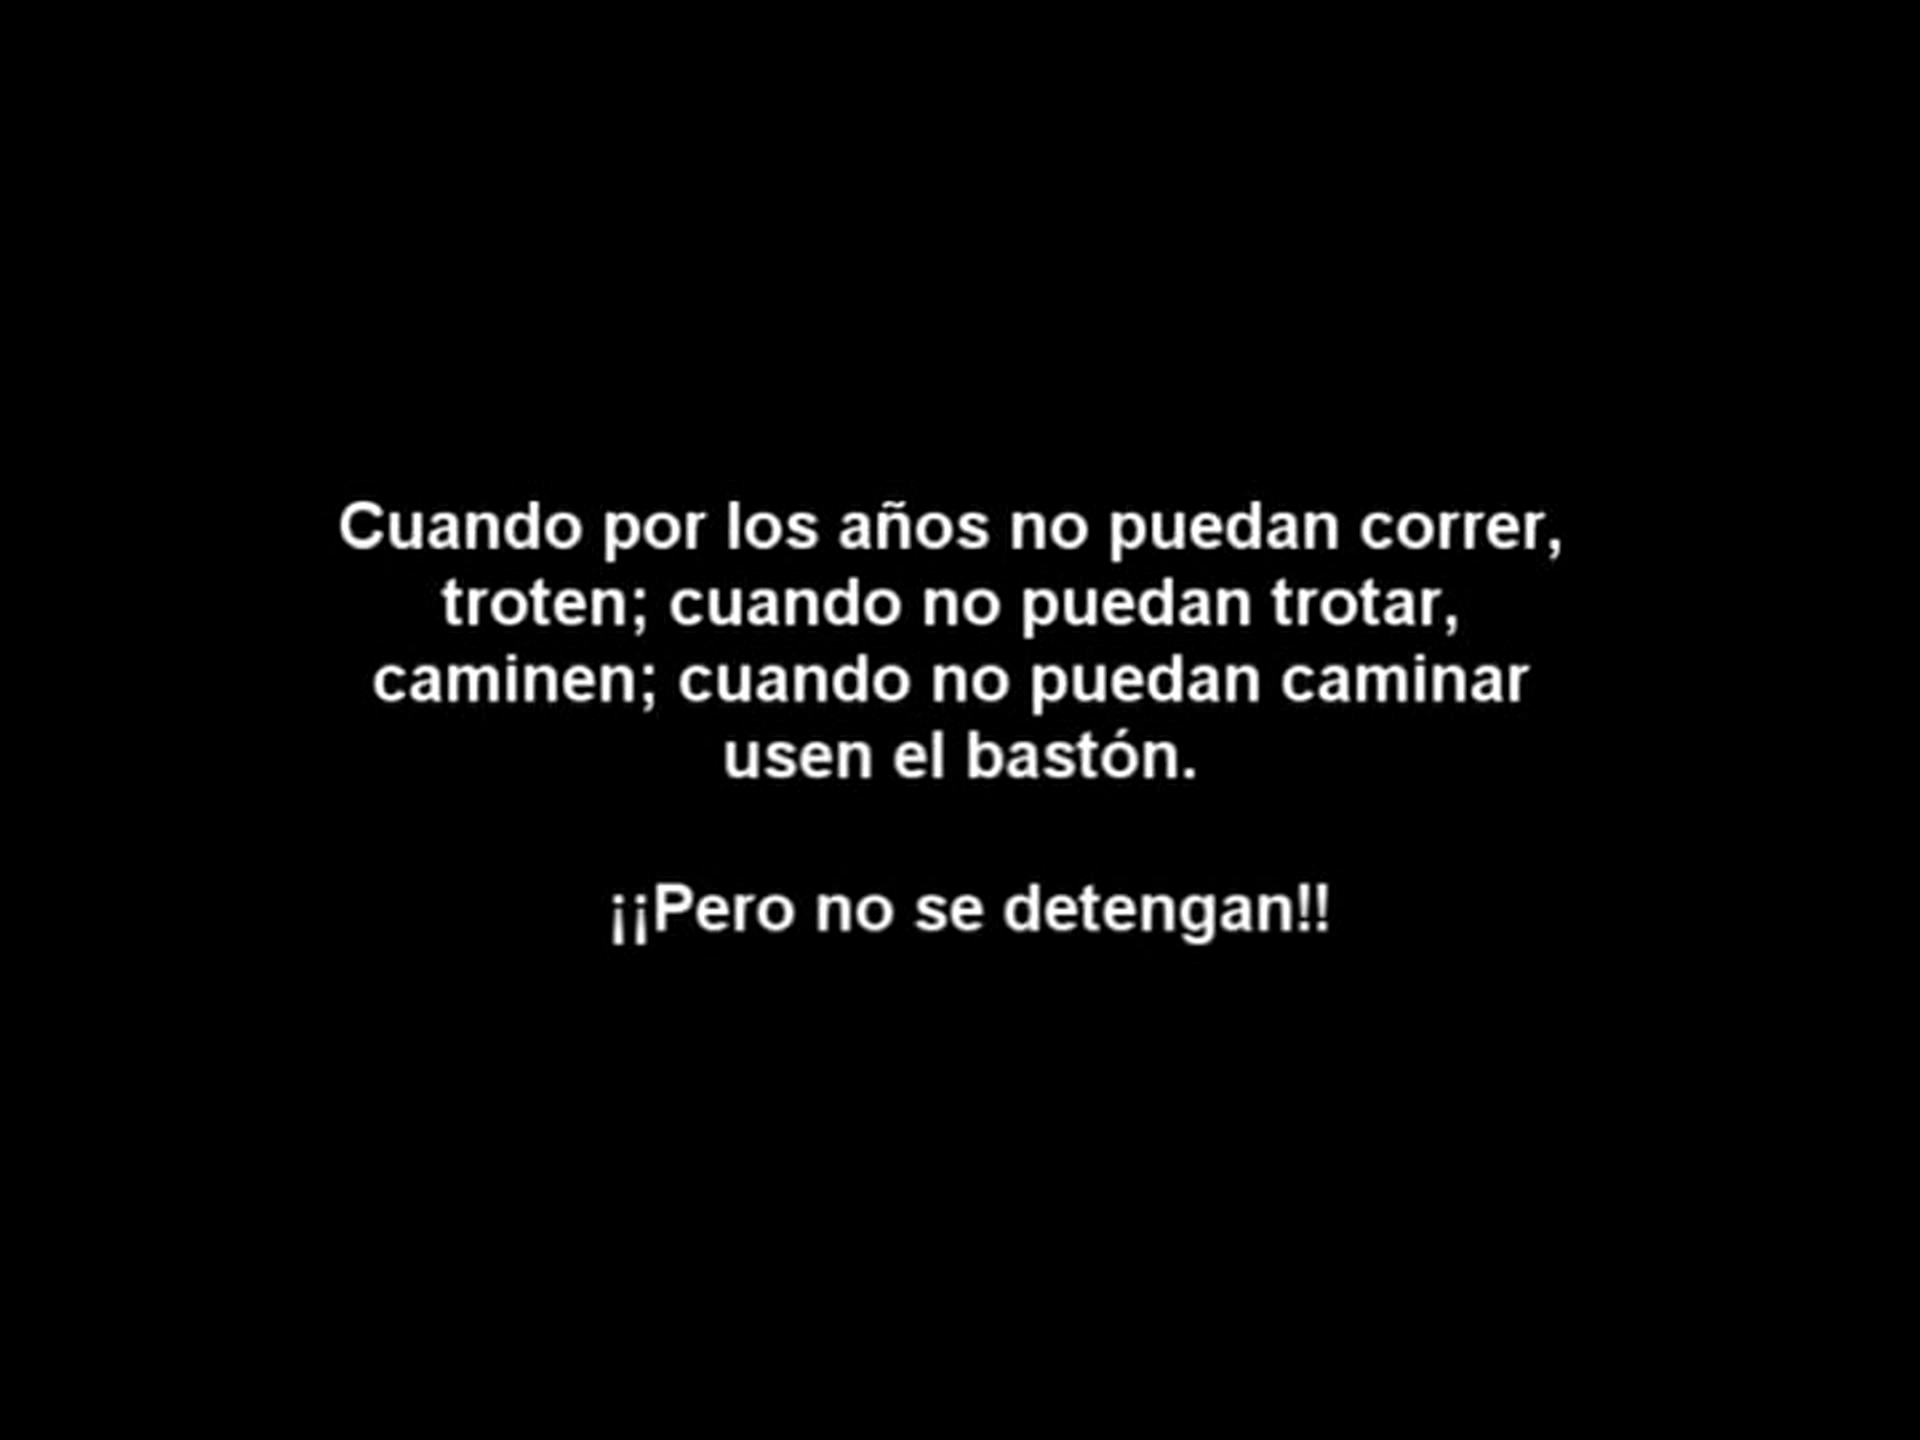 Cuando por los años no puedan correr,
troten; cuando no puedan trotar,
caminen; cuando no puedan caminar
usen el bastón.
¡¡Pero no se detengan!!